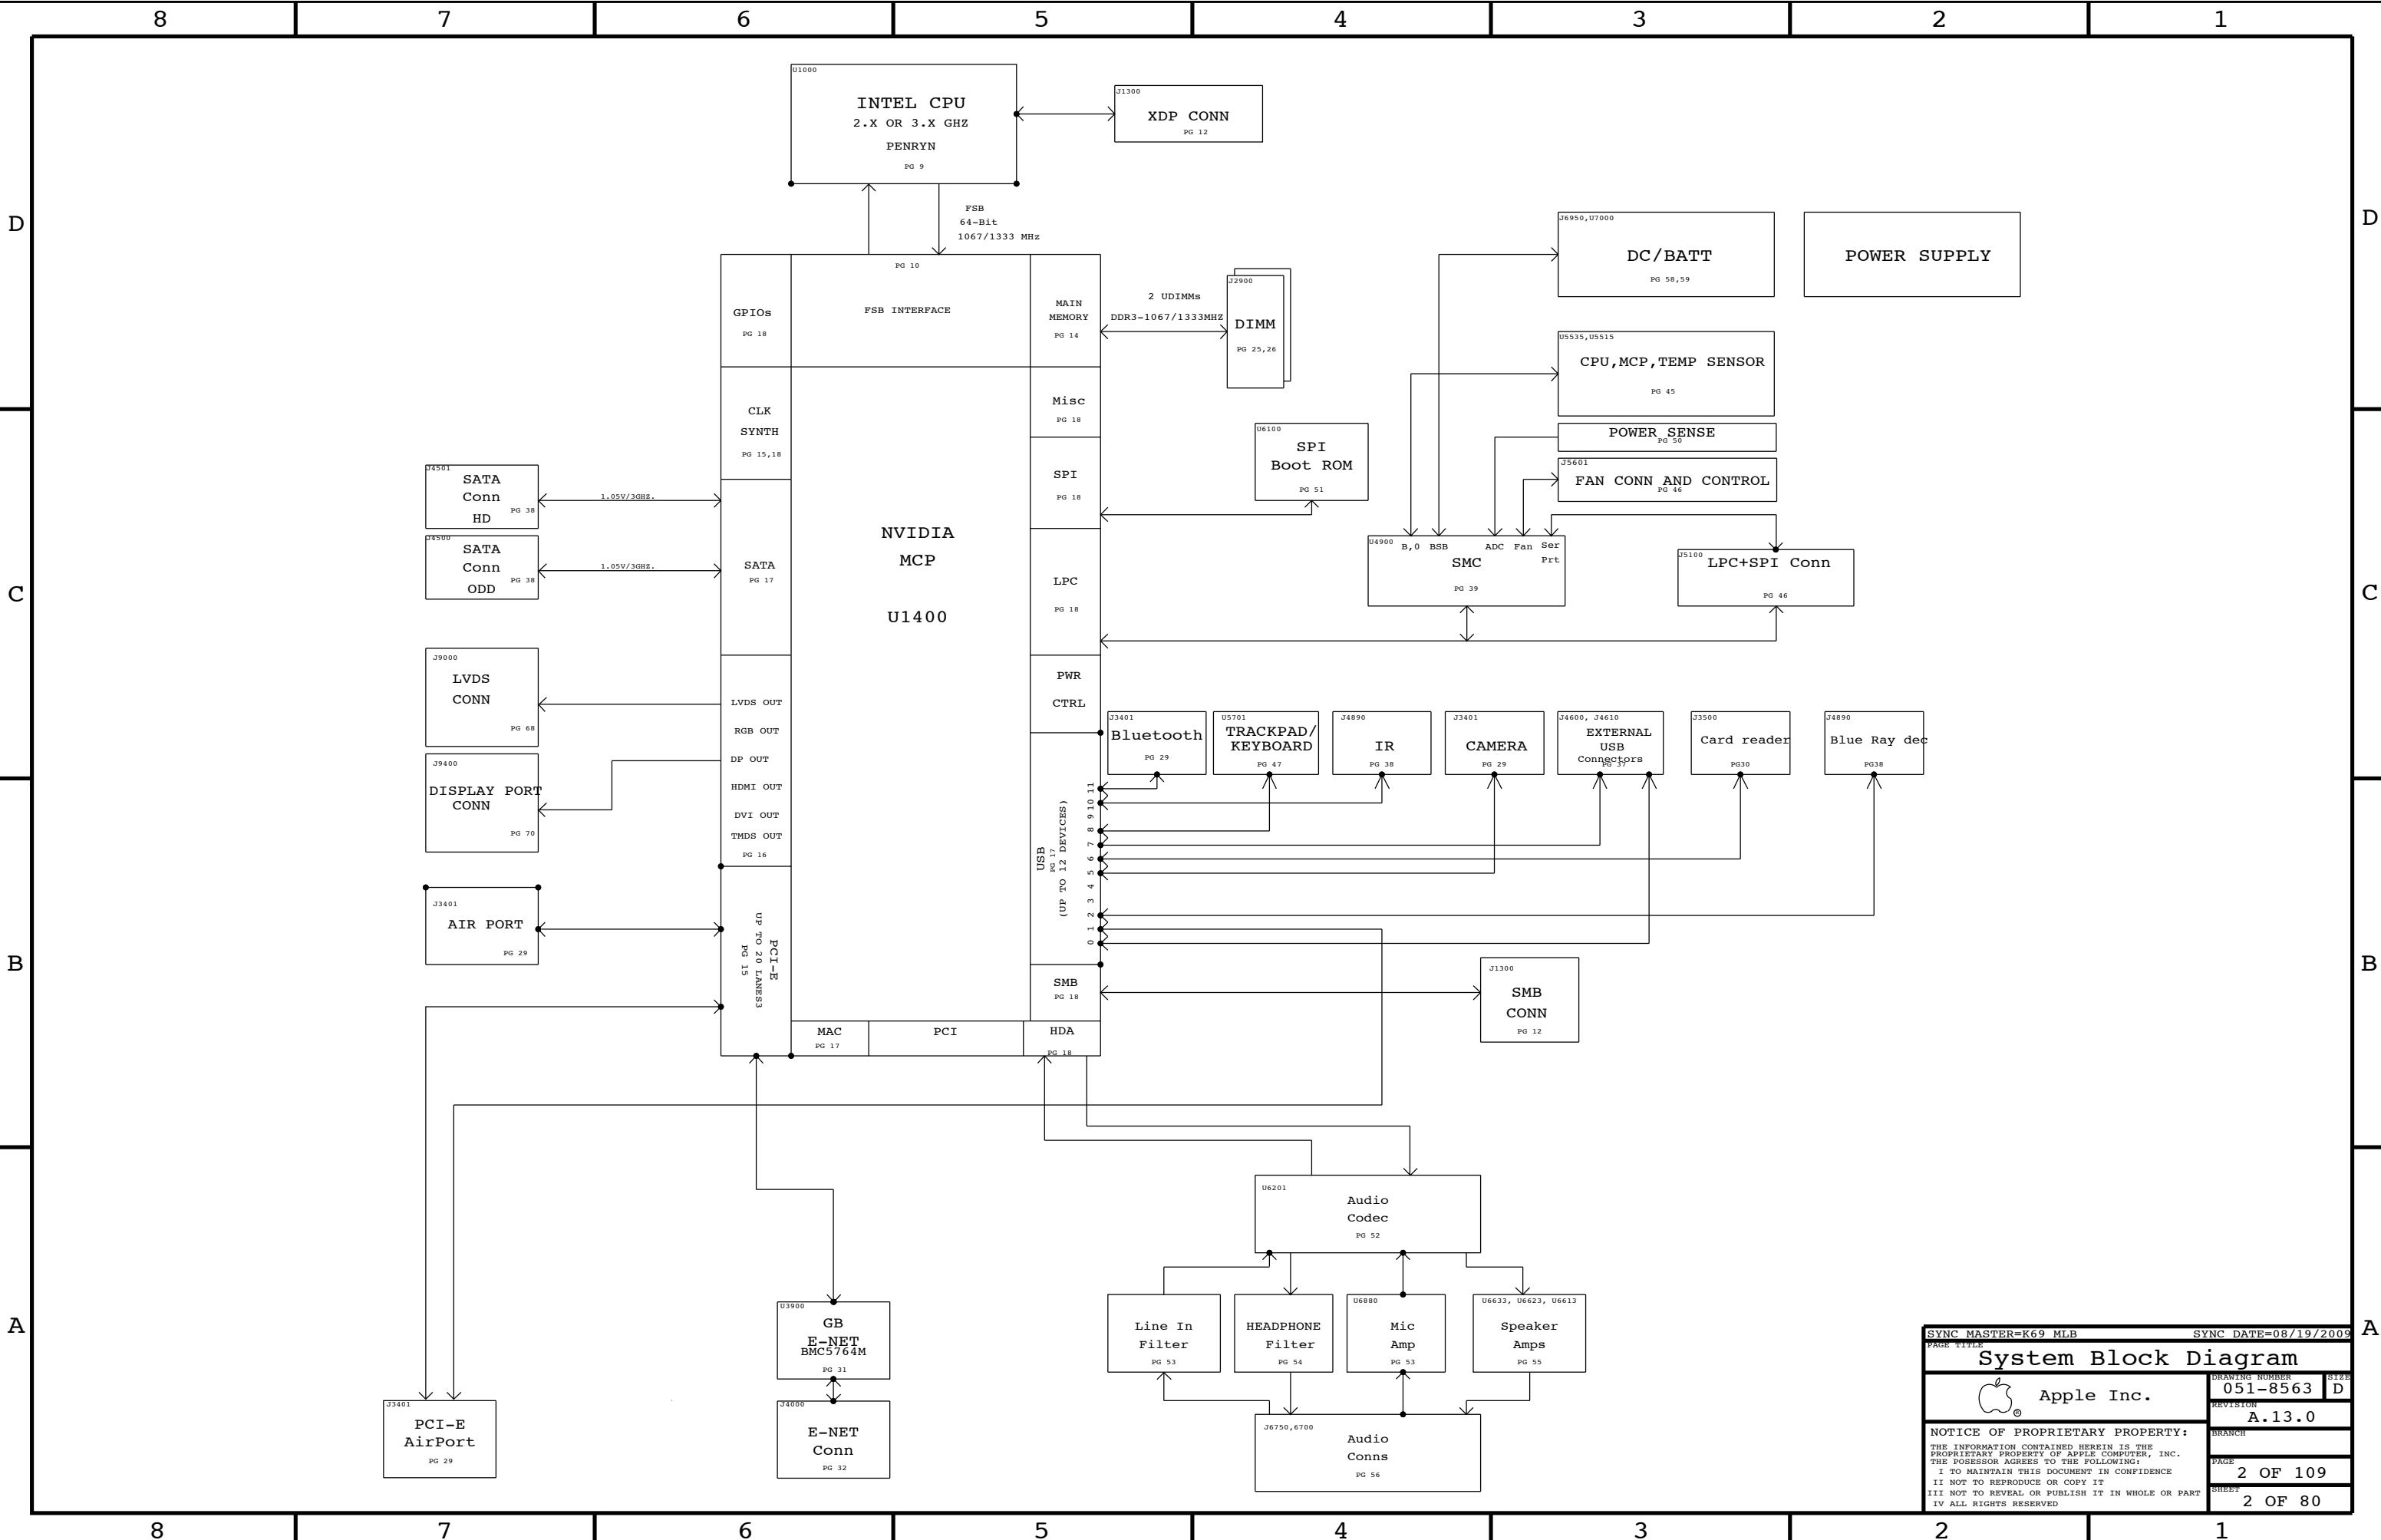 8 7 6 5 4 3 2 1
D
C
B
A
D
C
B
A
U1000
INTEL CPU
2.X OR 3.X GHZ
PENRYN
PG 9
J1300
XDP CONN
PG 12
FSB
64-Bit
1067/1333 MHz
PG 10
FSB INTERFACE
GPIOs
PG 18
MAIN
MEMORY
PG 14
2 UDIMMs
DDR3-1067/1333MHZ
J2900
DIMM
PG 25,26
J6950,U7000
DC/BATT
PG 58,59
POWER SUPPLY
U5535,U5515
CPU,MCP,TEMP SENSOR
PG 45
POWER SENSE
PG 50
J5601
FAN CONN AND CONTROL
PG 46
CLK
SYNTH
PG 15,18
Misc
PG 18
SPI
PG 18
U6100
SPI
Boot ROM
PG 51
J4501
SATA
Conn
HD
PG 38
1.05V/3GHZ.
J4500
SATA
Conn
ODD
PG 38
1.05V/3GHZ.
SATA
PG 17
NVIDIA
MCP
U1400
LPC
PG 18
U4900
B,0 BSB ADC Fan Ser
Prt
SMC
PG 39
J5100
LPC+SPI Conn
PG 46
J9000
LVDS
CONN
PG 68
J9400
DISPLAY PORT
CONN
PG 70
LVDS OUT
RGB OUT
DP OUT
HDMI OUT
DVI OUT
TMDS OUT
PG 16
PWR
CTRL
J3401
Bluetooth
PG 29
U5701
TRACKPAD/
KEYBOARD
PG 47
J4890
IR
PG 38
J3401
CAMERA
PG 29
J4600, J4610
EXTERNAL
USB
Connectors
PG 37
J3500
Card reader
PG30
J4890
Blue Ray dec
PG38
USB
PG 17
(UP TO 12 DEVICES)
0 1 2 3 4 5 6 7 8 9 10 11
J3401
AIR PORT
PG 29
PCI-E
UP TO 20 LANES3
PG 15
SMB
PG 18
J1300
SMB
CONN
PG 12
MAC
PG 17
PCI
HDA
PG 18
U6201
Audio
Codec
PG 52
Line In
Filter
PG 53
HEADPHONE
Filter
PG 54
U6880
Mic
Amp
PG 53
U6633, U6623, U6613
Speaker
Amps
PG 55
J6750,6700
Audio
Conns
PG 56
U3900
GB
E-NET
BMC5764M
PG 31
J4000
E-NET
Conn
PG 32
J3401
PCI-E
AirPort
PG 29
SYNC MASTER=K69 MLB SYNC DATE=08/19/2009
PAGE TITLE
System Block Diagram
Apple Inc.
®
DRAWING NUMBER
051-8563
SIZE
D
REVISION
A.13.0
BRANCH
PAGE
2 OF 109
SHEET
2 OF 80
NOTICE OF PROPRIETARY PROPERTY:
THE INFORMATION CONTAINED HEREIN IS THE
PROPRIETARY PROPERTY OF APPLE COMPUTER, INC.
THE POSESSOR AGREES TO THE FOLLOWING:
I TO MAINTAIN THIS DOCUMENT IN CONFIDENCE
II NOT TO REPRODUCE OR COPY IT
III NOT TO REVEAL OR PUBLISH IT IN WHOLE OR PART
IV ALL RIGHTS RESERVED
8 7 6 5 4 3 2 1